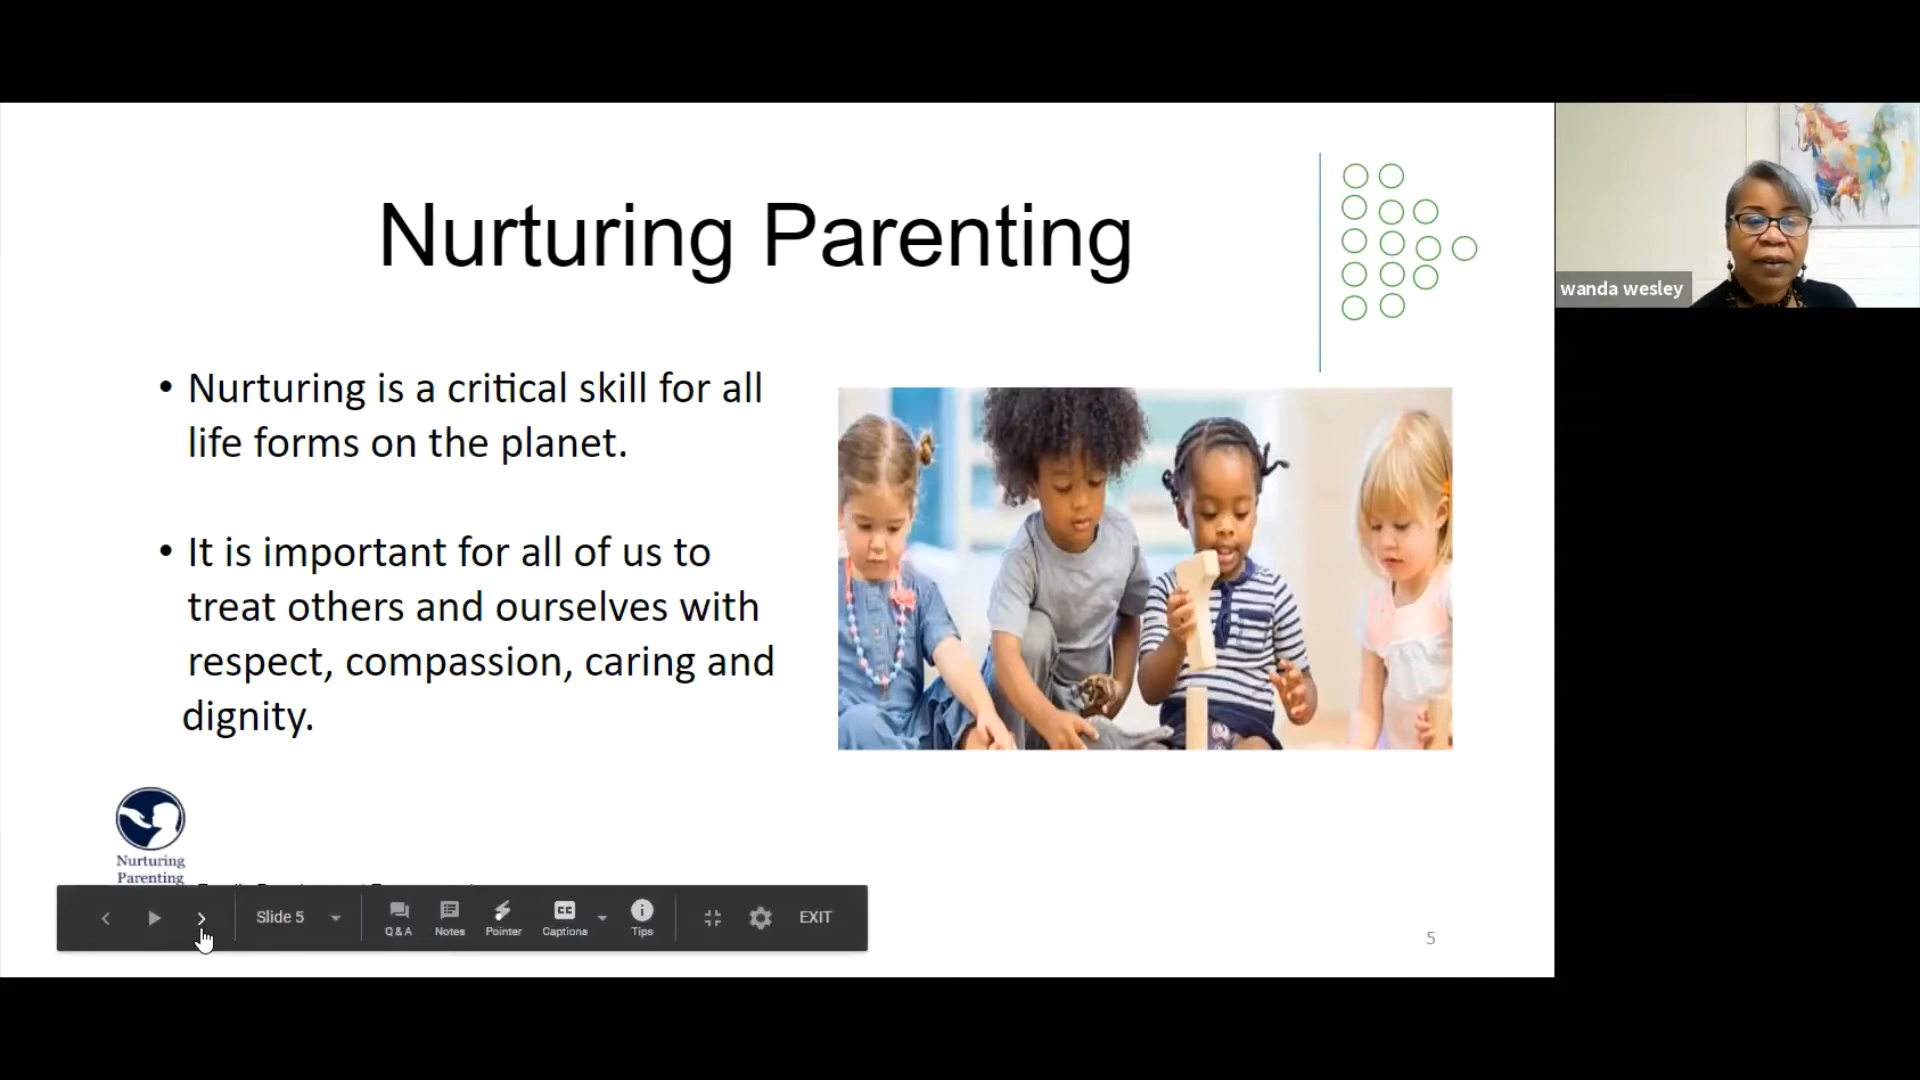 Nurturing Parenting
• Nurturing is a critical skill for all
life forms on the planet.
• It is important for all of us to
treat others and ourselves with
respect, compassion, caring and
dignity.
Nurturing
Parenting
Slide 5
Q&A
Notes
Pointer
CC
Captions
Tips
EXIT
5
wanda wesley